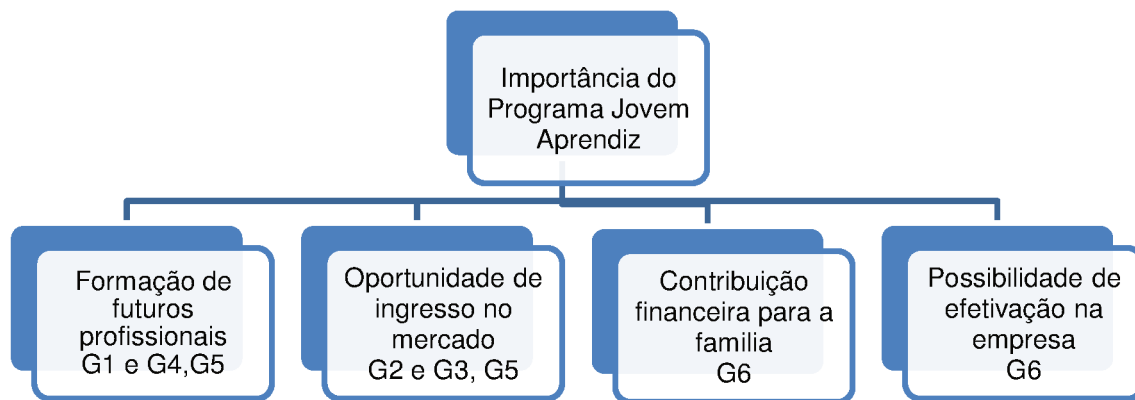 Importância do
Programa Jovem
Aprendiz
Formação de
futuros
profissionais
G1 e G4,G5
Oportunidade de
ingresso no
mercado
G2 e G3, G5
Contribuição
financeira para a
familia
G6
Possibilidade de
efetivação na
empresa
G6